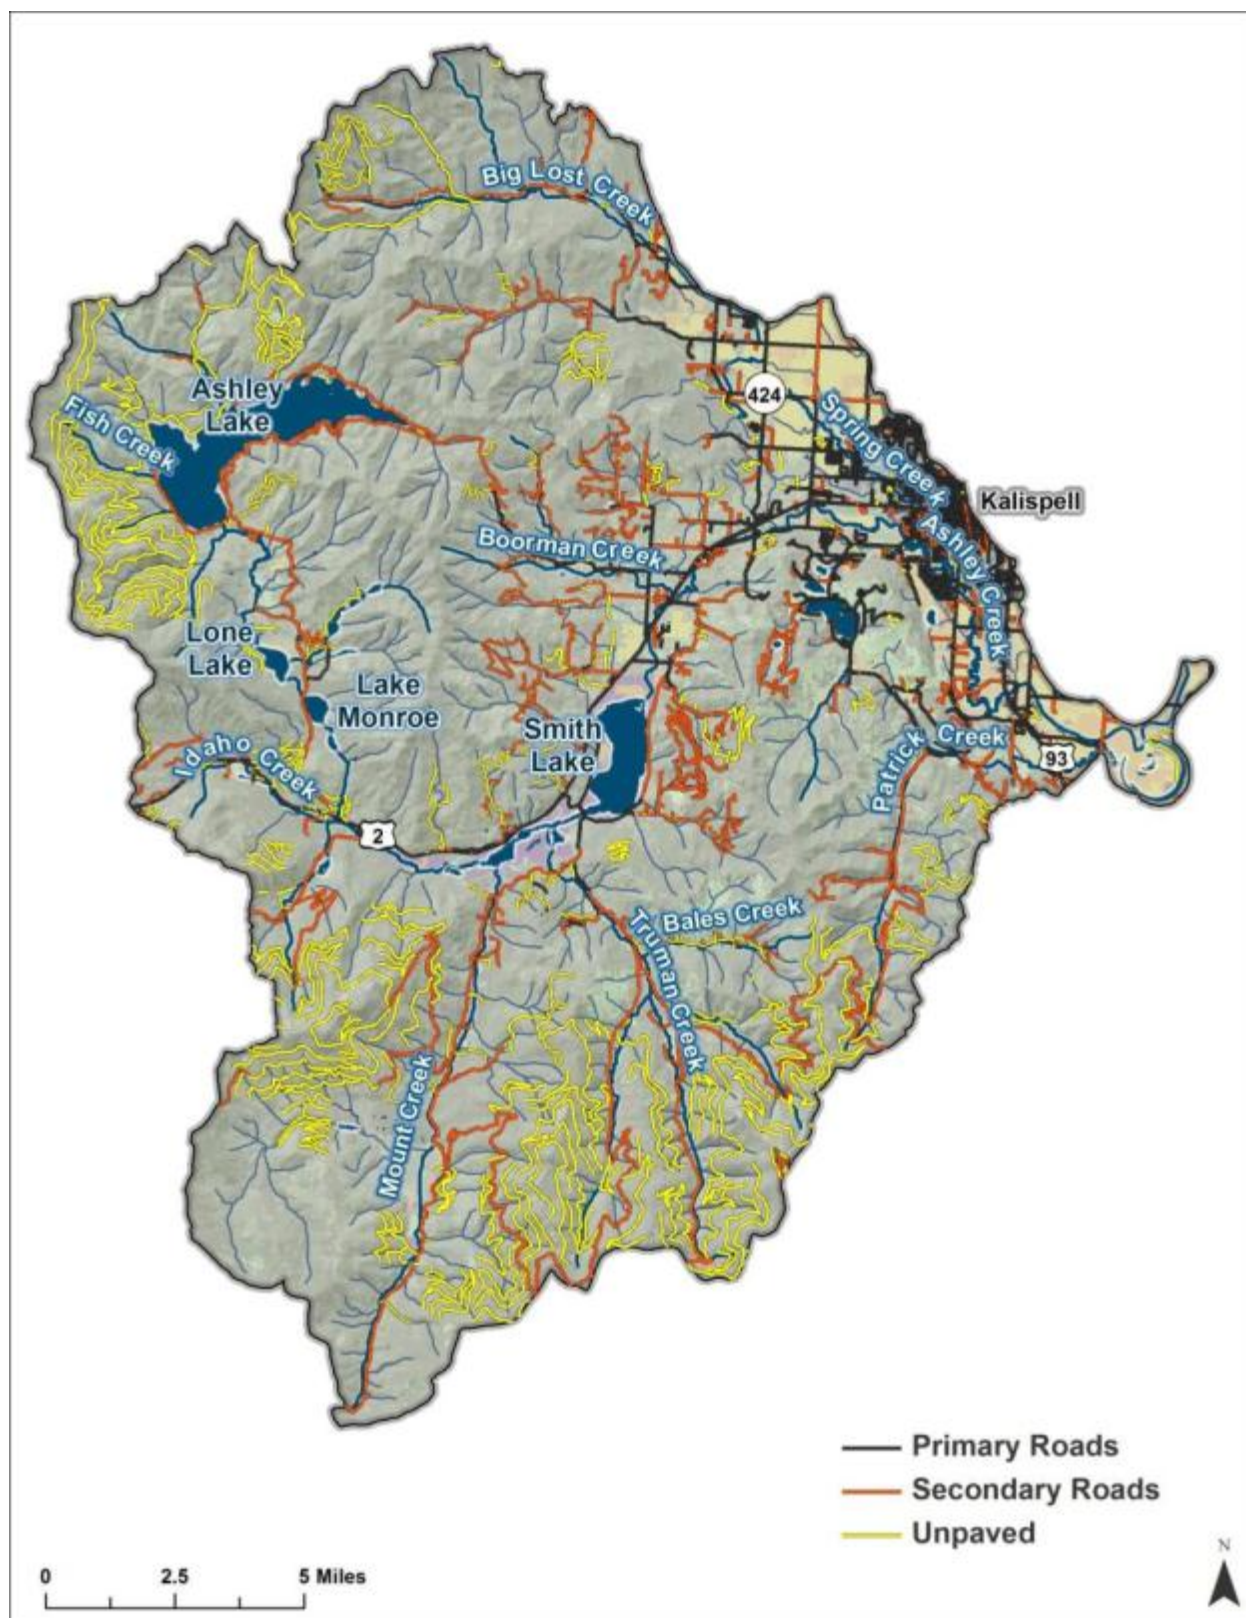 Big Lost Creek
Ashley
Lake
Fish Creek
424
Spring Creek
Kalispell
Ashley Creek
Boorman Creek
Lone
Lake
Lake
Monroe
Smith
Lake
Idaho Creek
2
Patrick Creek
93
Bales Creek
Truman Creek
Mount Creek
Primary Roads
Secondary Roads
Unpaved
0 2.5 5 Miles
N